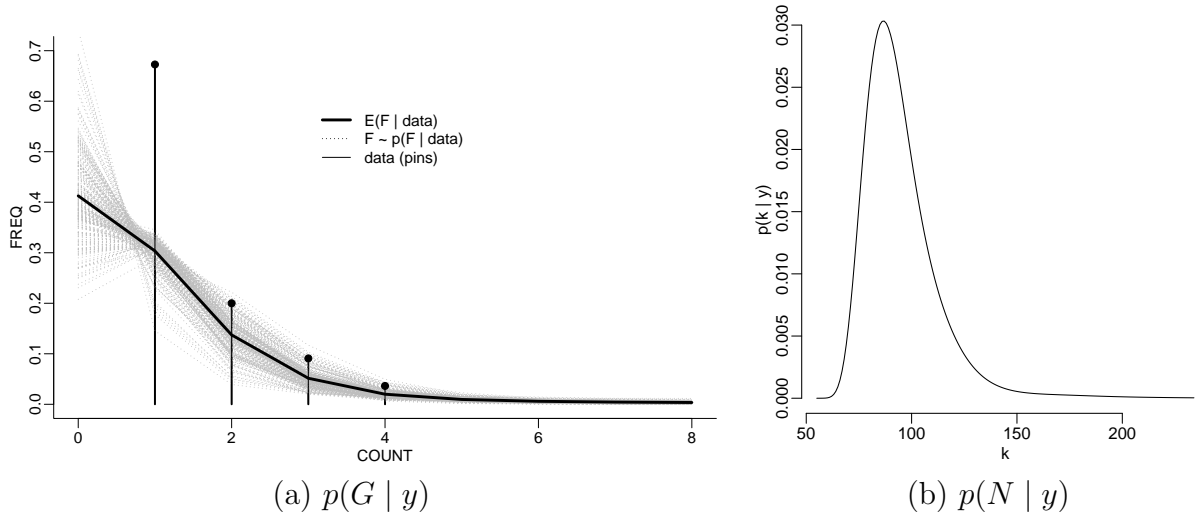 FREQ
0.7
0.6
0.5
0.4
0.3
0.2
0.1
0.0
0 2 4 6 8
COUNT
E(F | data)
F ~ p(F | data)
data (pins)
(a) p(G | y)
p(k | y)
0.030
0.025
0.020
0.015
0.010
0.005
0.000
50 100 150 200
k
(b) p(N | y)